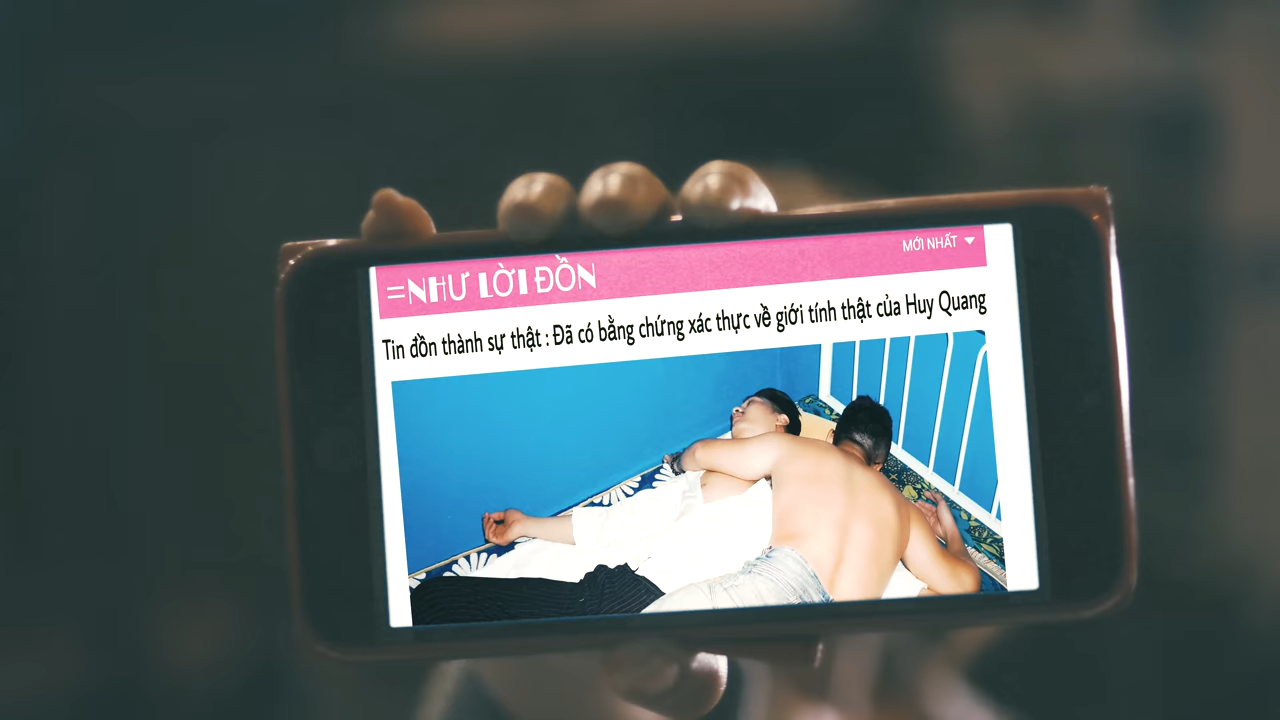 NHƯ LỜI ĐỒN
MỚI NHẤT
Tin đồn thành sự thật : Đã có bằng chứng xác thực về giới tính thật của Huy Quang